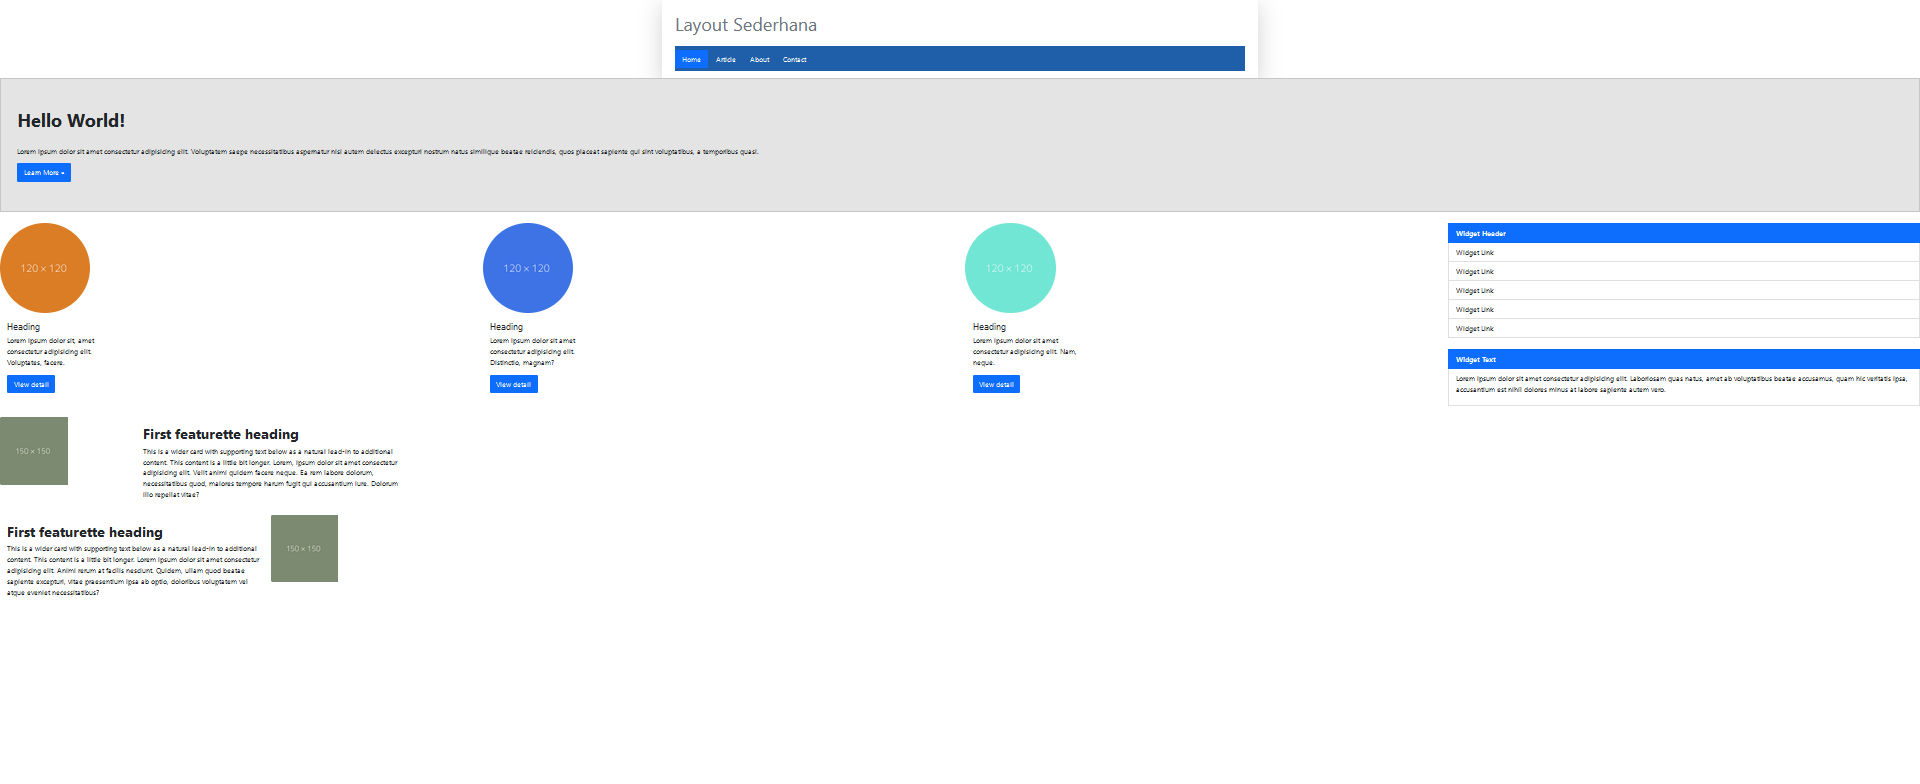 Layout Sederhana
Home Article About Contact
Hello World!
Lorem ipsum dolor sit amet consectetur adipisicing elit. Voluptatem saepe necessitatibus aspernatur nisi autem delectus excepturi nostrum natus similique beatae reiciendis, quos placeat sapiente qui sint voluptatibus, a temporibus quasi.
Learn More »
120 × 120
Heading
Lorem ipsum dolor sit, amet
consectetur adipisicing elit.
Voluptates, facere.
View detail
120 × 120
Heading
Lorem ipsum dolor sit amet
consectetur adipisicing elit.
Distinctio, magnam?
View detail
120 × 120
Heading
Lorem ipsum dolor sit amet
consectetur adipisicing elit. Nam,
neque.
View detail
Widget Header
Widget Link
Widget Link
Widget Link
Widget Link
Widget Link
Widget Text
Lorem ipsum dolor sit amet consectetur adipisicing elit. Laboriosam quas natus, amet ab voluptatibus beatae accusamus, quam hic veritatis ipsa,
accusantium est nihil dolores minus at labore sapiente autem vero.
150 × 150
First featurette heading
This is a wider card with supporting text below as a natural lead-in to additional
content. This content is a little bit longer. Lorem, ipsum dolor sit amet consectetur
adipisicing elit. Velit animi quidem facere neque. Ea rem labore dolorum,
necessitatibus quod, maiores tempore harum fugit qui accusantium iure. Dolorum
illo repellat vitae?
First featurette heading
This is a wider card with supporting text below as a natural lead-in to additional
content. This content is a little bit longer. Lorem ipsum dolor sit amet consectetur
adipisicing elit. Animi rerum at facilis nesciunt. Quidem, ullam quod beatae
sapiente excepturi, vitae praesentium ipsa ab optio, doloribus voluptatem vel
atque eveniet necessitatibus?
150 × 150